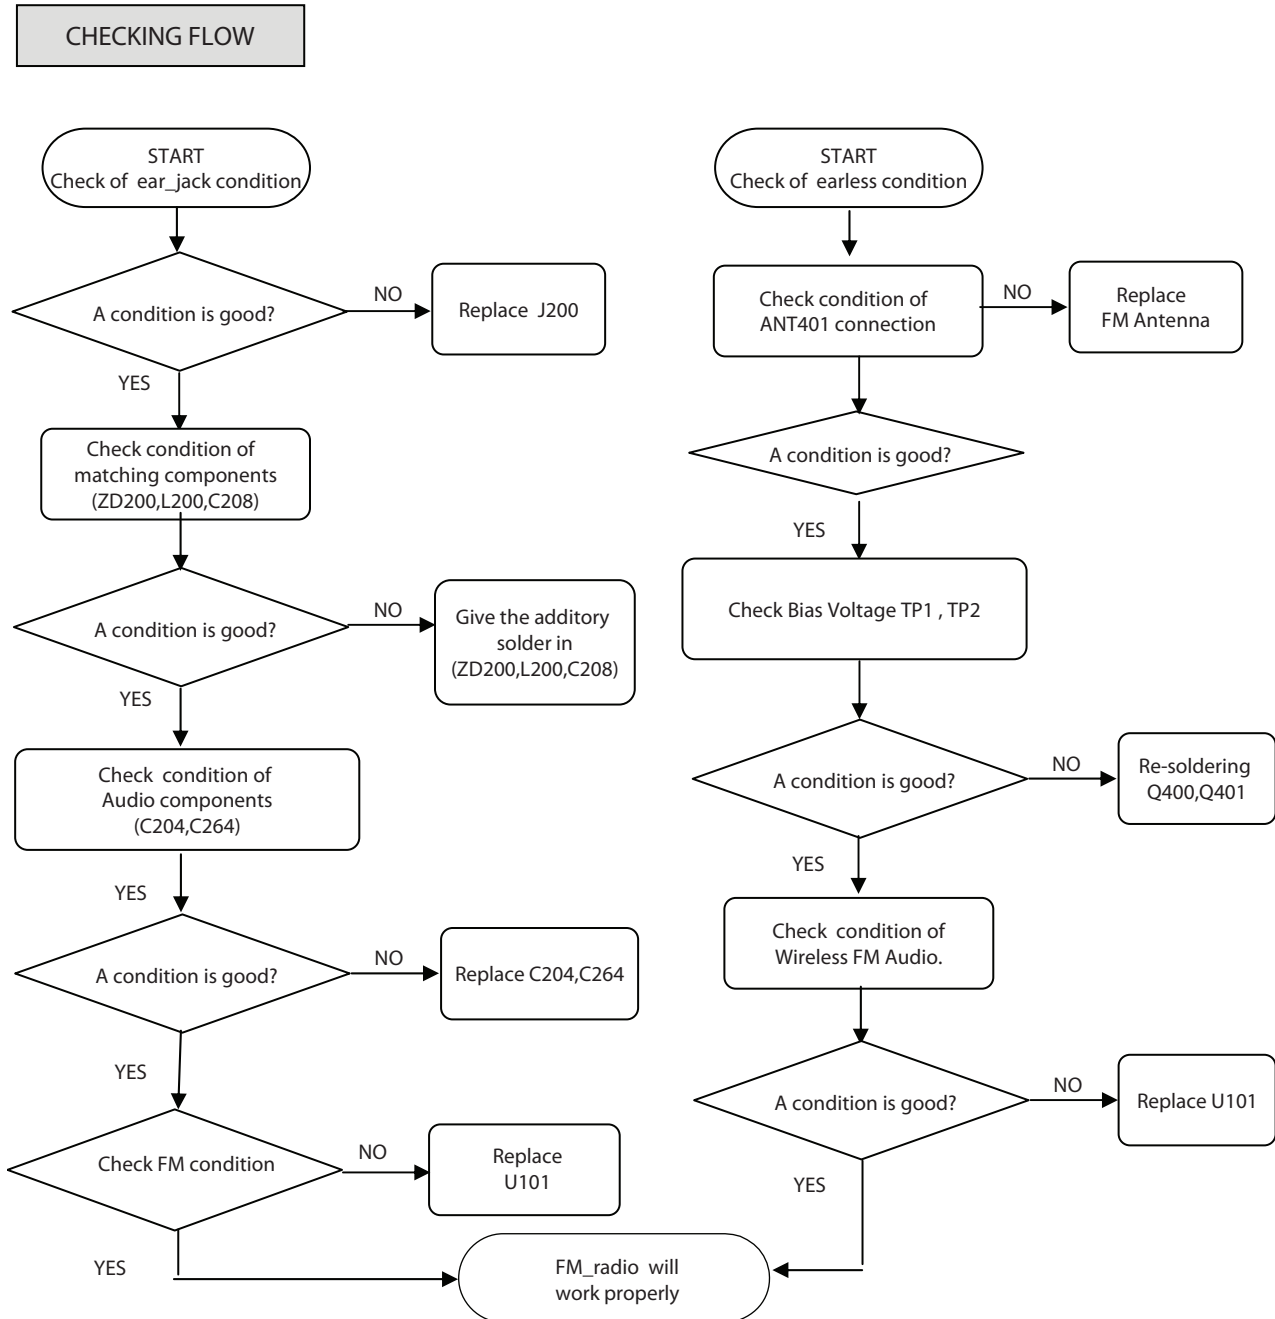 CHECKING FLOW
START
Check of ear_jack condition
A condition is good?
NO
Replace J200
YES
Check condition of
matching components
(ZD200,L200,C208)
A condition is good?
NO
Give the additory
solder in
(ZD200,L200,C208)
YES
Check condition of
Audio components
(C204,C264)
YES
A condition is good?
NO
Replace C204,C264
YES
Check FM condition
NO
Replace
U101
YES
START
Check of earless condition
Check condition of
ANT401 connection
NO
Replace
FM Antenna
A condition is good?
YES
Check Bias Voltage TP1 , TP2
A condition is good?
NO
Re-soldering
Q400,Q401
YES
Check condition of
Wireless FM Audio.
A condition is good?
NO
Replace U101
YES
FM_radio will
work properly